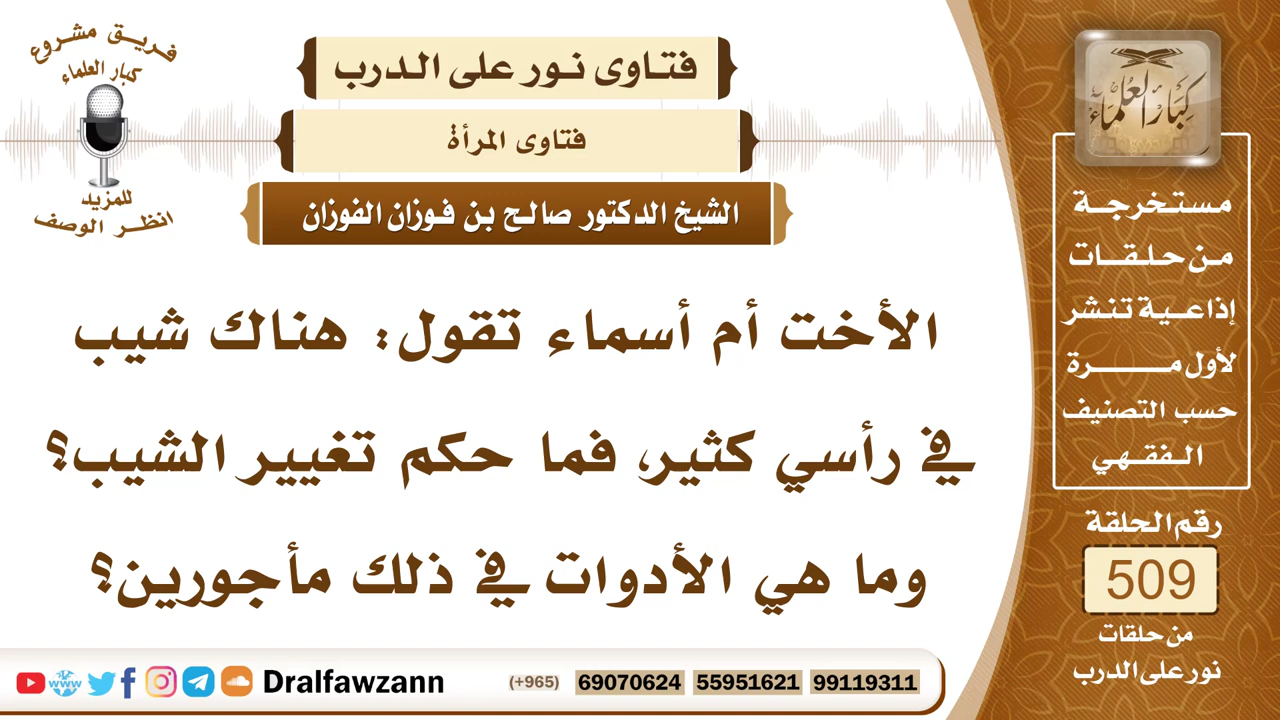 فريق مشروع
كبار العلماء
للمزيد
انظر الوصف
فتاوى نور على الدرب
فتاوى المرأة
الشيخ الدكتور صالح بن فوزان الفوزان
الأخت أم أسماء تقول: هناك شيب
في رأسي كثير، فما حكم تغيير الشيب؟
وما هي الأدوات في ذلك مأجورين؟
كبار العلماء
مستخرجة
من حلقات
إذاعية تنشر
لأول مرة
حسب التصنيف
الفقهي
رقم الحلقة
509
من حلقات
نور على الدرب
www Dralfawzann (+965) 69070624 55951621 99119311